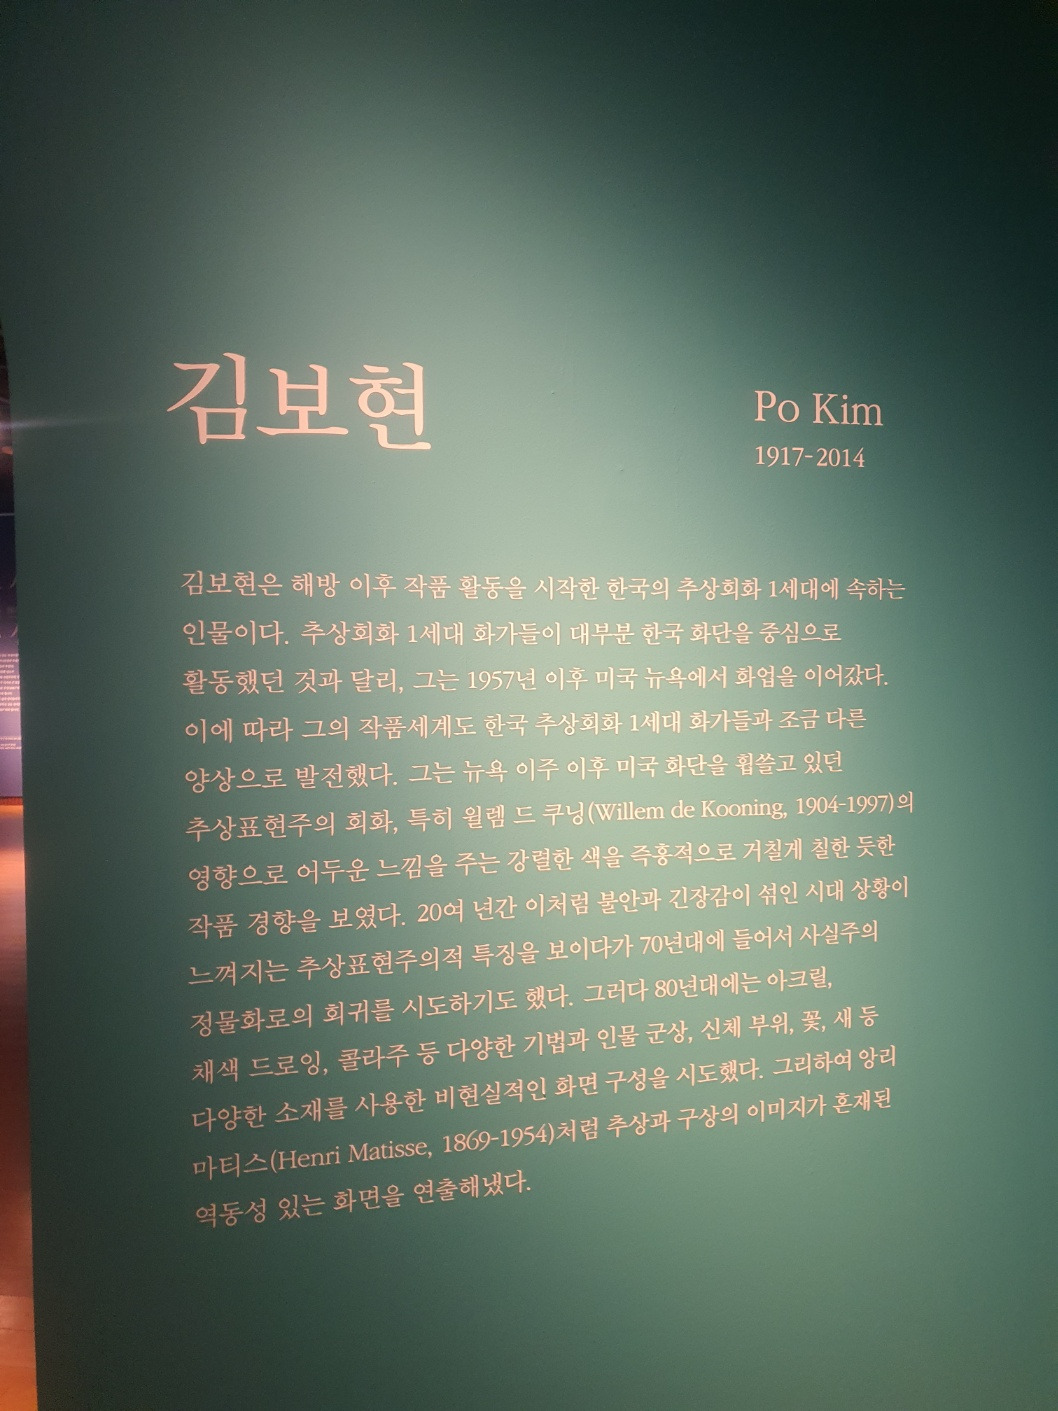 김보현
Po Kim
1917-2014
김보현은 해방 이후 작품 활동을 시작한 한국의 추상회화 1세대에 속하는
인물이다. 추상회화 1세대 화가들이 대부분 한국 화단을 중심으로
활동했던 것과 달리, 그는 1957년 이후 미국 뉴욕에서 화업을 이어갔다.
이에 따라 그의 작품세계도 한국 추상회화 1세대 화가들과 조금 다른
양상으로 발전했다. 그는 뉴욕 이주 이후 미국 화단을 휩쓸고 있던
추상표현주의 회화, 특히 윌렘 드 쿠닝(Willem de Kooning, 1904-1997)의
영향으로 어두운 느낌을 주는 강렬한 색을 즉흥적으로 거칠게 칠한 듯한
작품 경향을 보였다. 20여 년간 이처럼 불안과 긴장감이 섞인 시대 상황이
느껴지는 추상표현주의적 특징을 보이다가 70년대에 들어서 사실주의
정물화로의 회귀를 시도하기도 했다. 그러다 80년대에는 아크릴,
채색 드로잉, 콜라주 등 다양한 기법과 인물 군상, 신체 부위, 꽃, 새 등
다양한 소재를 사용한 비현실적인 화면 구성을 시도했다. 그리하여 앙리
마티스(Henri Matisse, 1869-1954)처럼 추상과 구상의 이미지가 혼재된
역동성 있는 화면을 연출해냈다.